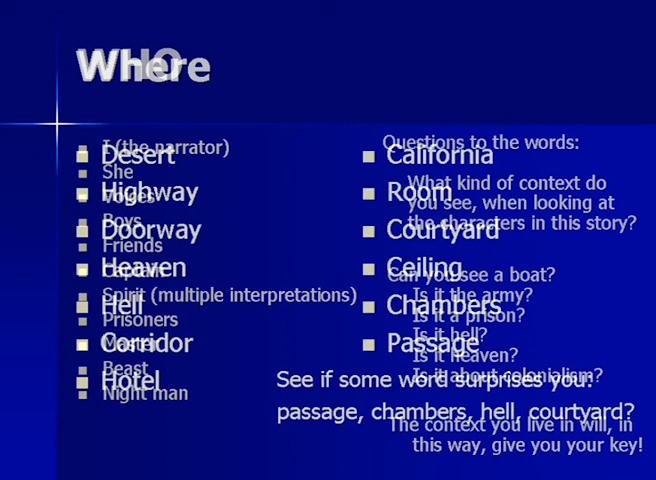 Where
Desert
Highway
Doorway
Heaven
Hell
Corridor
Hotel
California
Room
Courtyard
Ceiling
Chambers
Passage
See if some word surprises you:
passage, chambers, hell, courtyard?
Who
I (the narrator)
She
Voices
Boys
Friends
Captain
Spirit (multiple interpretations)
Prisoners
Master
Beast
Night man
Questions to the words:
What kind of context do
you see, when looking at
the characters in this story?
Can you see a boat?
Is it the army?
Is it a prison?
Is it hell?
Is it heaven?
Is it about colonialism?
The context you live in will, in
this way, give you your key!